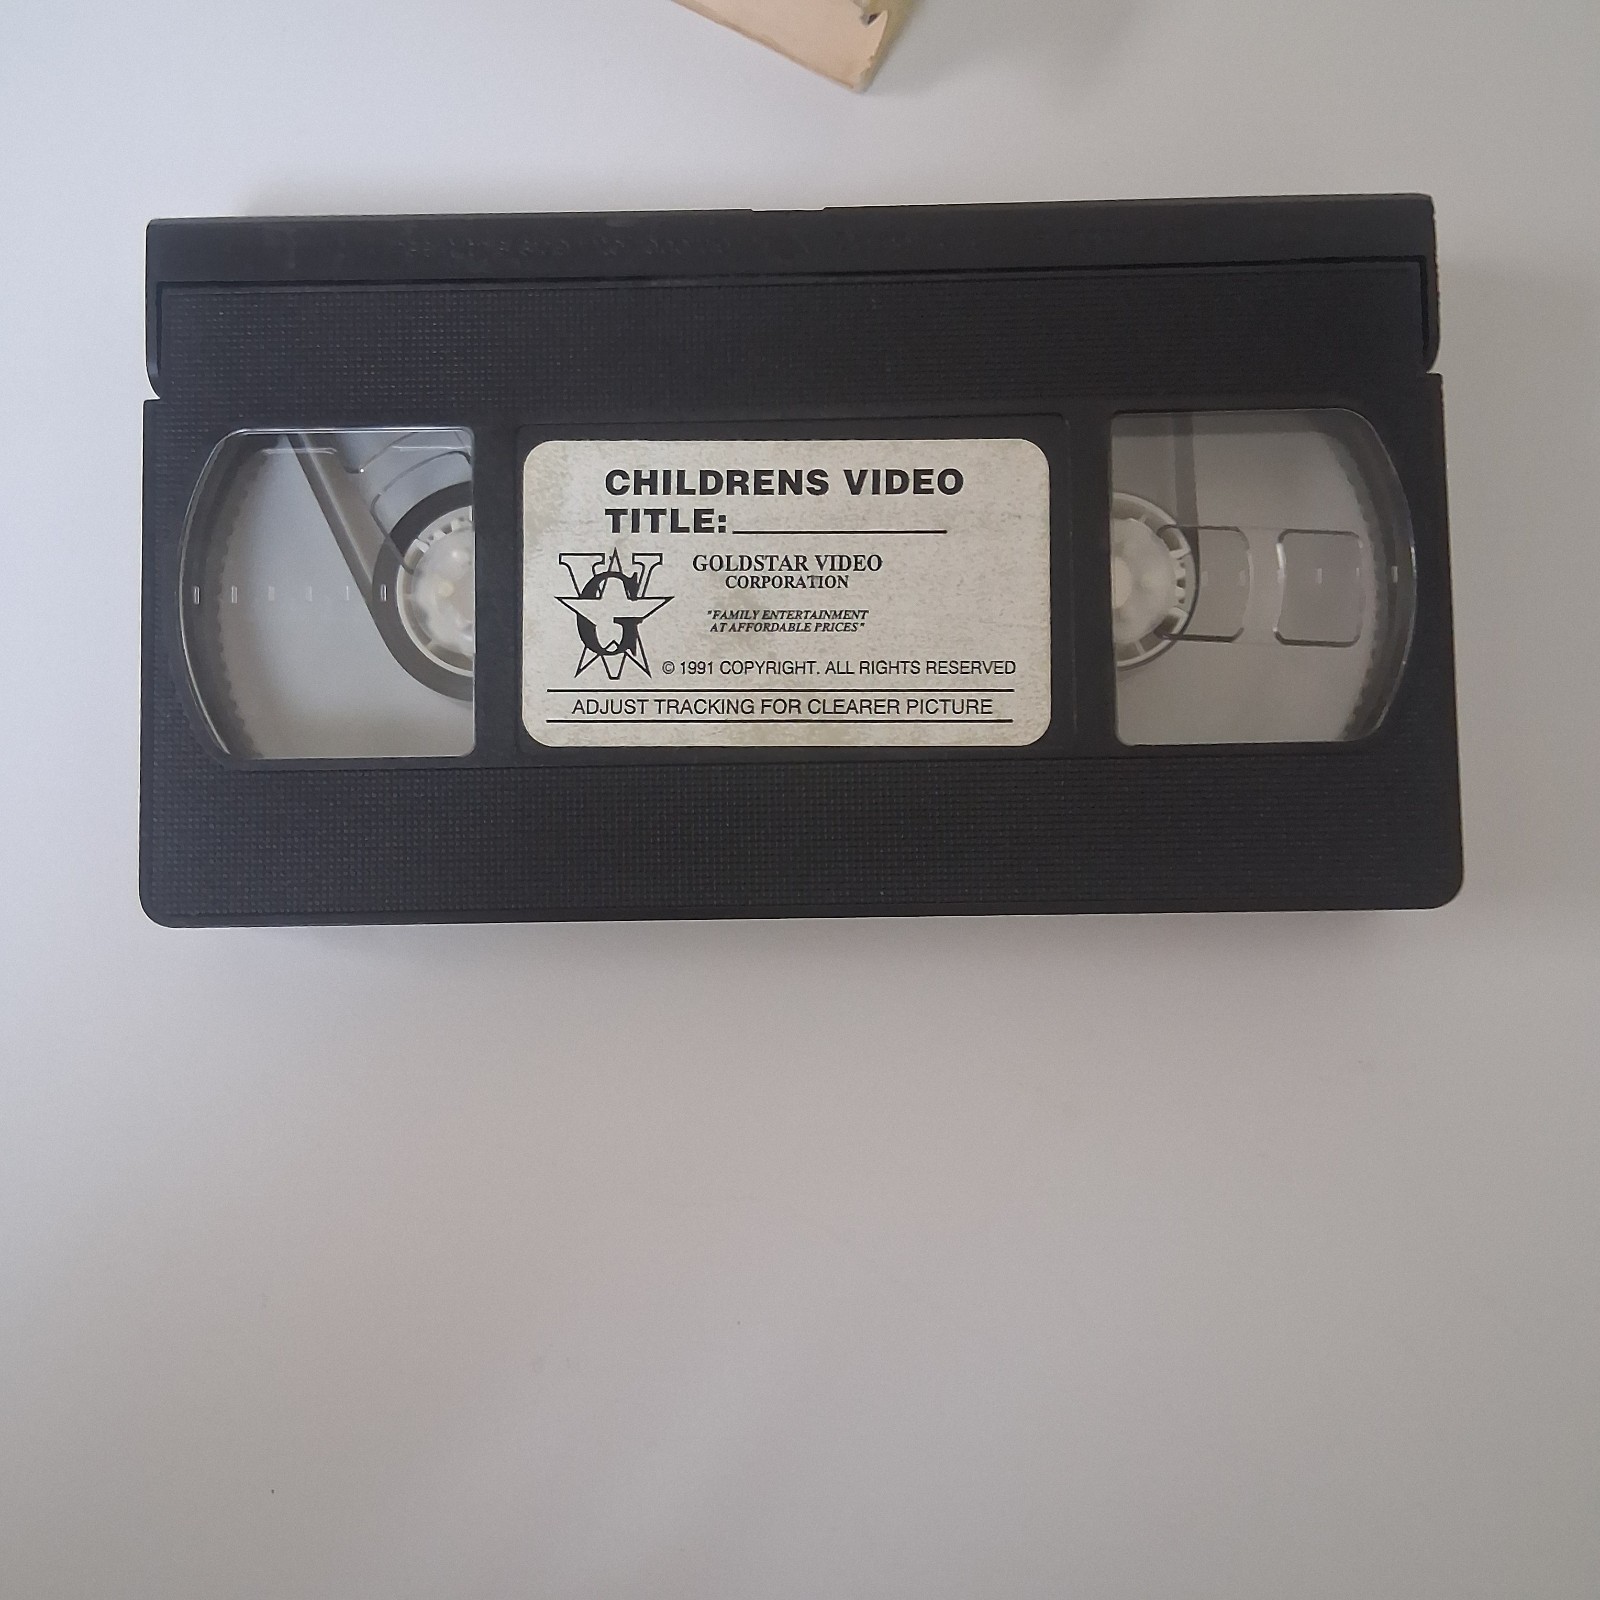 CHILDRENS VIDEO
TITLE:
GOLDSTAR VIDEO
CORPORATION
"FAMILY ENTERTAINMENT
AT AFFORDABLE PRICES"
© 1991 COPYRIGHT. ALL RIGHTS RESERVED
ADJUST TRACKING FOR CLEARER PICTURE